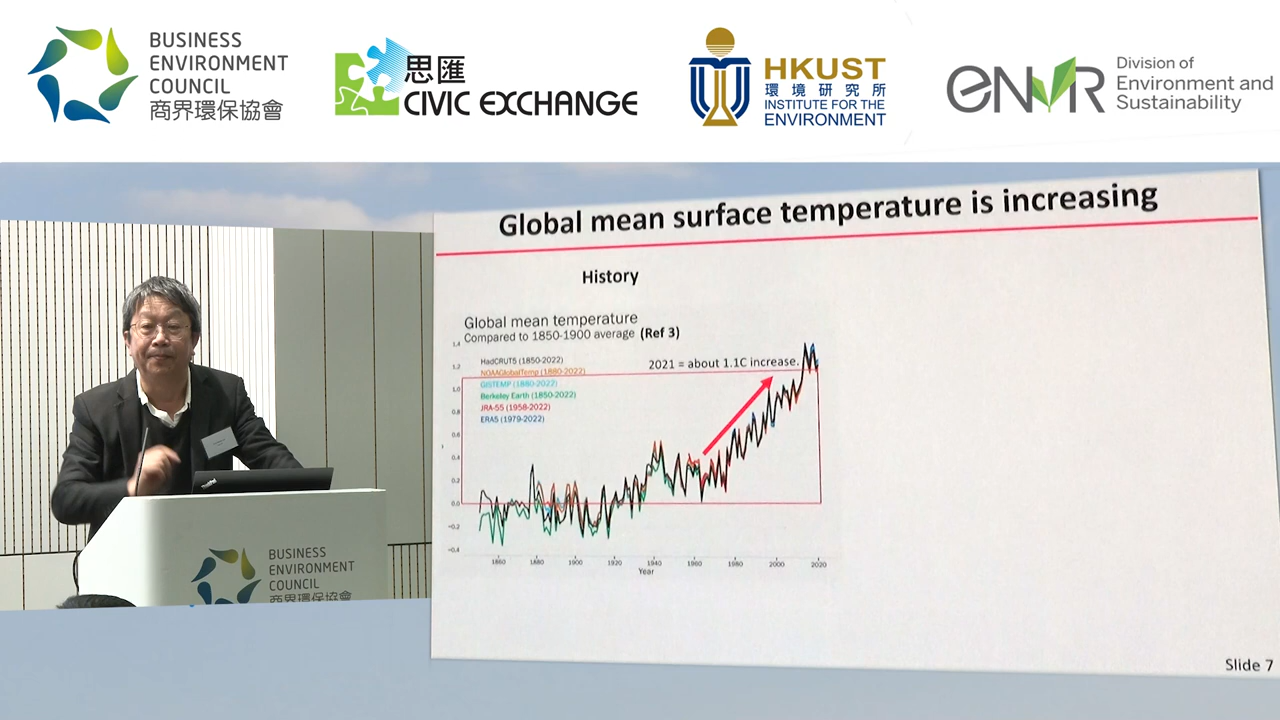 BUSINESS
ENVIRONMENT
COUNCIL
商界環保協會
思匯
CIVIC EXCHANGE
HKUST
環境研究所
INSTITUTE FOR THE
ENVIRONMENT
ENVR
Division of
Environment and
Sustainability
Global mean surface temperature is increasing
History
Global mean temperature
Compared to 1850-1900 average (Ref 3)
1.4
1.2
1.0
0.8
0.6
0.4
0.2
0.0
-0.2
-0.4
HadCRUT5 (1850-2022)
NOAAGlobalTemp (1880-2022)
GISTEMP (1880-2022)
Berkeley Earth (1850-2022)
JRA-55 (1958-2022)
ERA5 (1979-2022)
2021 = about 1.1C increase.
1860 1880 1900 1920 1940 1960 1980 2000 2020
Year
Slide 7
ThinkPad
BUSINESS
ENVIRONMENT
COUNCIL
商界環保協會